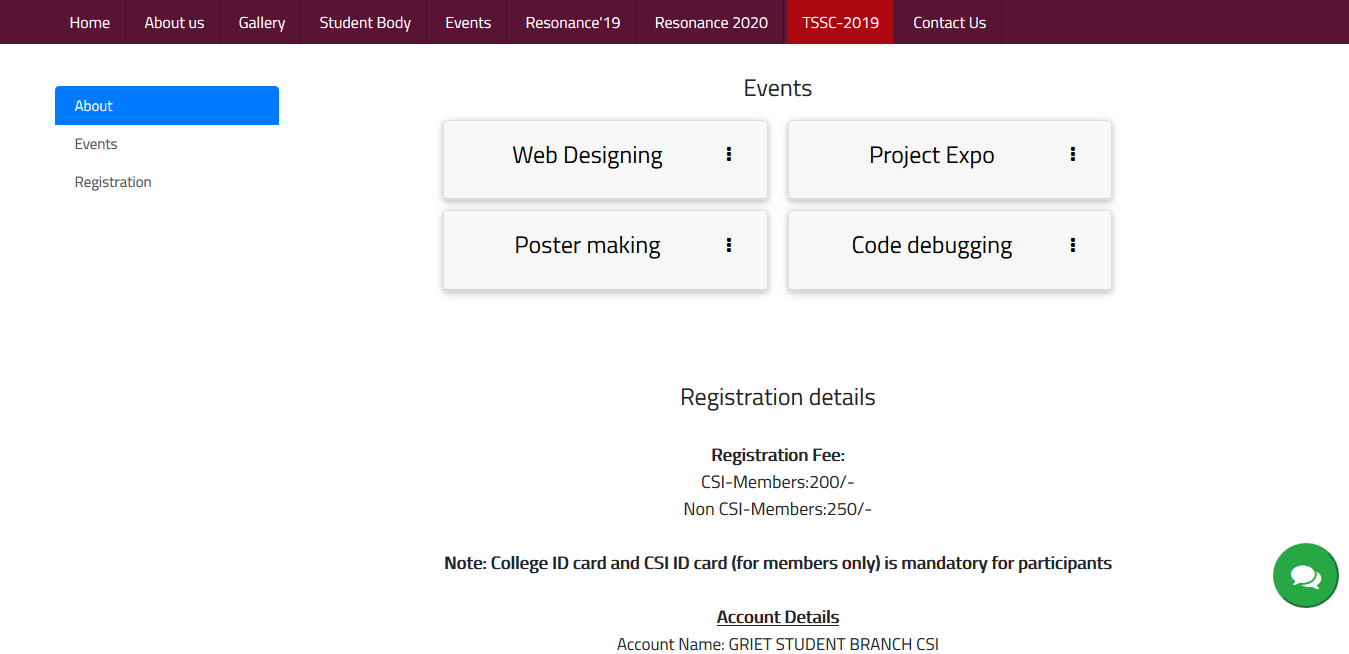 Home About us Gallery Student Body Events Resonance'19 Resonance 2020 TSSC-2019 Contact Us
About
Events
Registration
Events
Web Designing Project Expo
Poster making Code debugging
Registration details
Registration Fee:
CSI-Members:200/-
Non CSI-Members:250/-
Note: College ID card and CSI ID card (for members only) is mandatory for participants
Account Details
Account Name: GRIET STUDENT BRANCH CSI